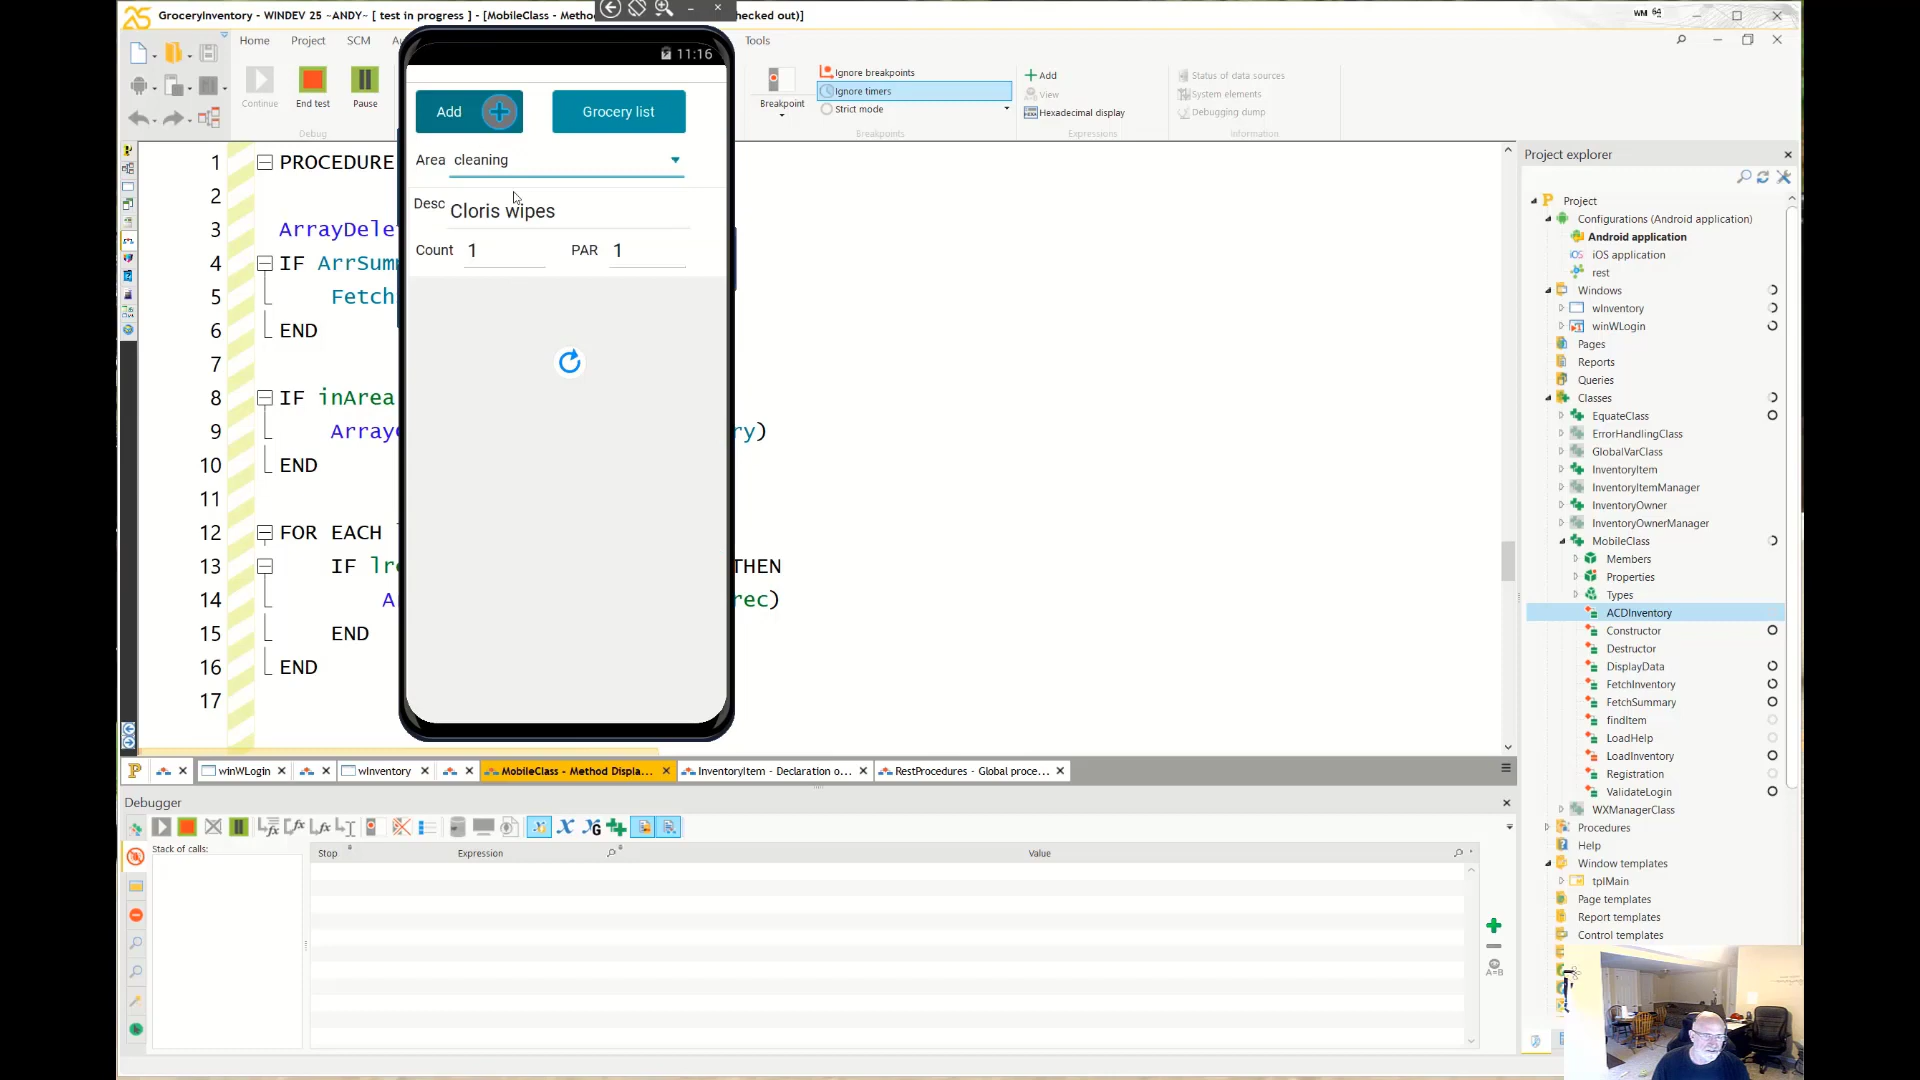 GroceryInventory - WINDEV 25 ~ANDY~ [ test in progress ] - [MobileClass - Metho
hecked out)]
Home
Project
SCM
Tools
Continue
End test
Pause
Debug
Breakpoint
Ignore breakpoints
Ignore timers
Strict mode
Breakpoints
Add
View
Hexadecimal display
Expressions
Status of data sources
System elements
Debugging dump
Information
11:16
Add
Grocery list
Area cleaning
Desc Cloris wipes
Count 1
PAR 1
1 PROCEDURE
2
3 ArrayDele
4 IF ArrSumm
5 Fetch
6 END
7
8 IF inArea
9 Array ry)
10 END
11
12 FOR EACH
13 IF lre THEN
14 A rec)
15 END
16 END
17
winWLogin
wInventory
MobileClass - Method Displa...
InventoryItem - Declaration o...
RestProcedures - Global proce...
Debugger
Stack of calls:
Stop
Expression
Value
Project explorer
Project
Configurations (Android application)
Android application
iOS application
rest
Windows
wInventory
winWLogin
Pages
Reports
Queries
Classes
EquateClass
ErrorHandlingClass
GlobalVarClass
InventoryItem
InventoryItemManager
InventoryOwner
InventoryOwnerManager
MobileClass
Members
Properties
Types
ACDInventory
Constructor
Destructor
DisplayData
FetchInventory
FetchSummary
findItem
LoadHelp
LoadInventory
Registration
ValidateLogin
WXManagerClass
Procedures
Help
Window templates
tplMain
Page templates
Report templates
Control templates